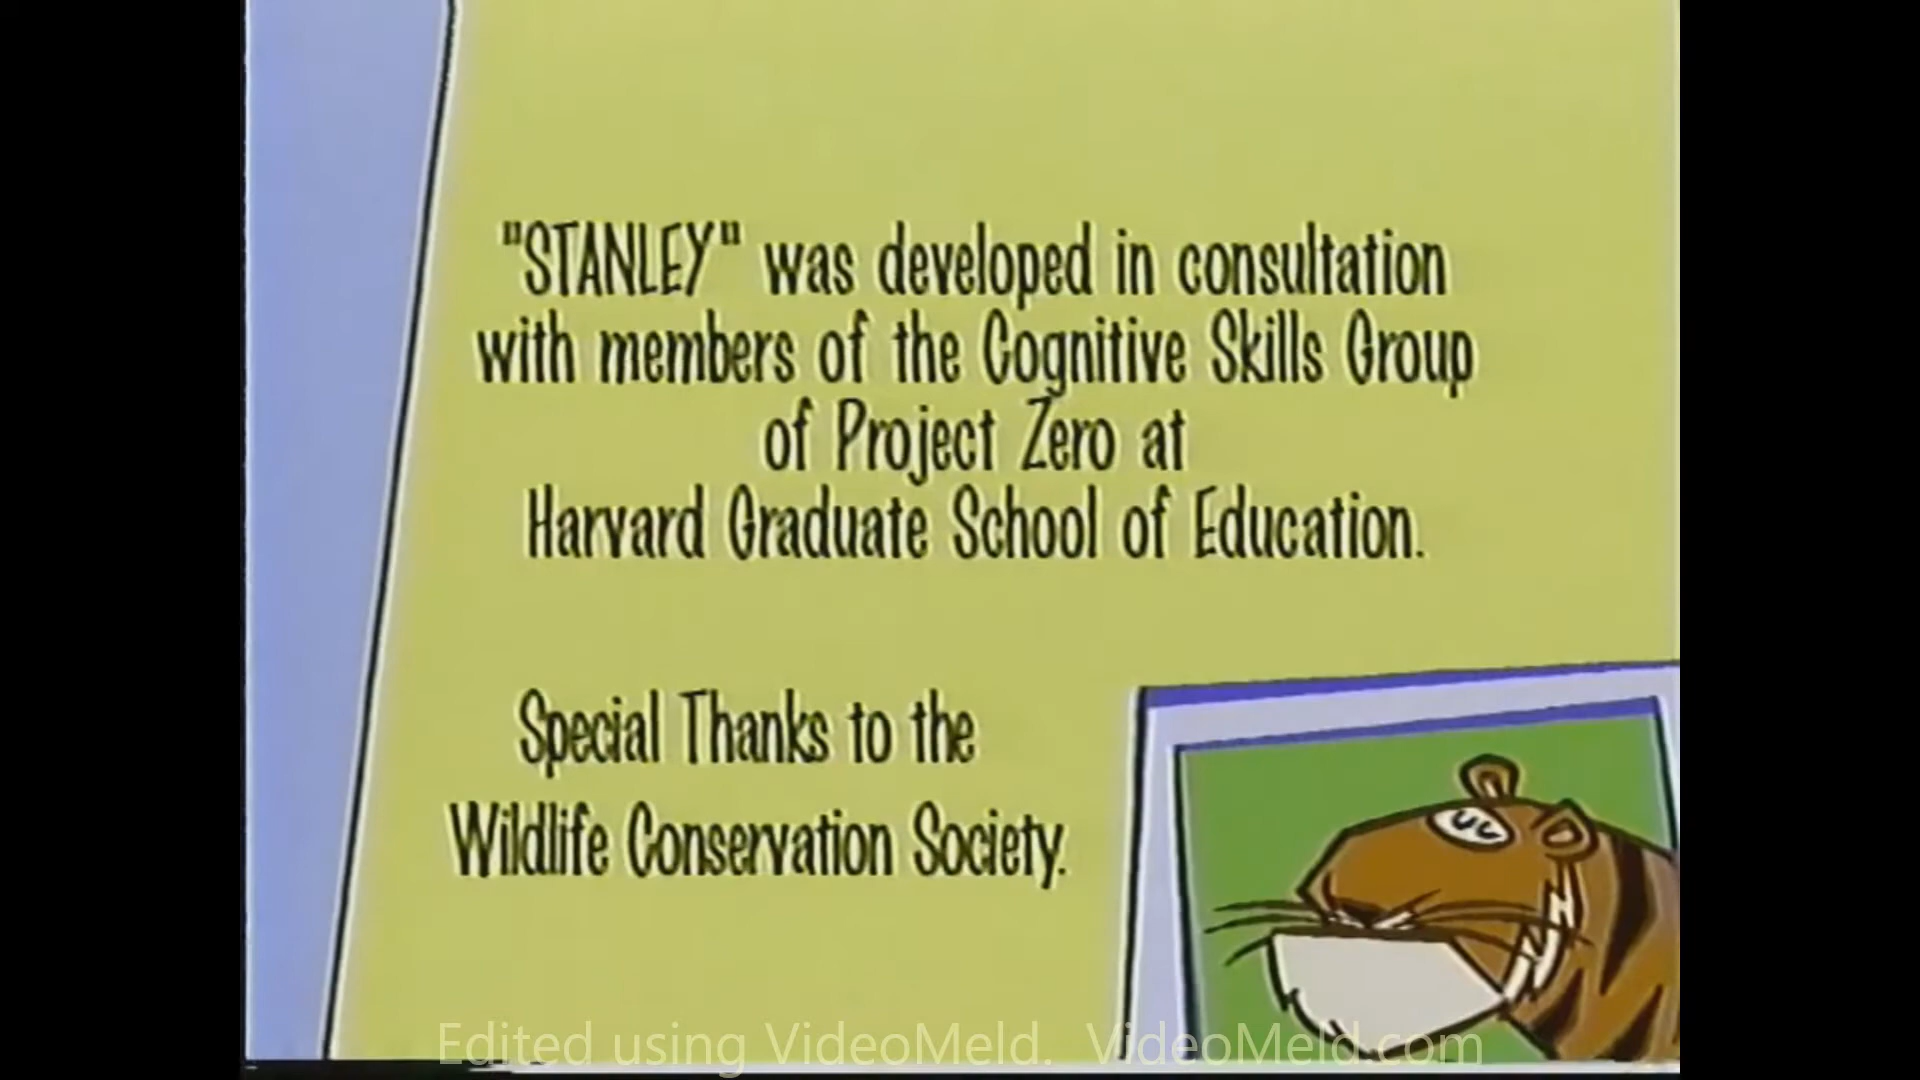 "STANLEY" was developed in consultation
with members of the Cognitive Skills Group
of Project Zero at
Harvard Graduate School of Education.
Special Thanks to the
Wildlife Conservation Society.
Edited using VideoMeld. VideoMeld.com